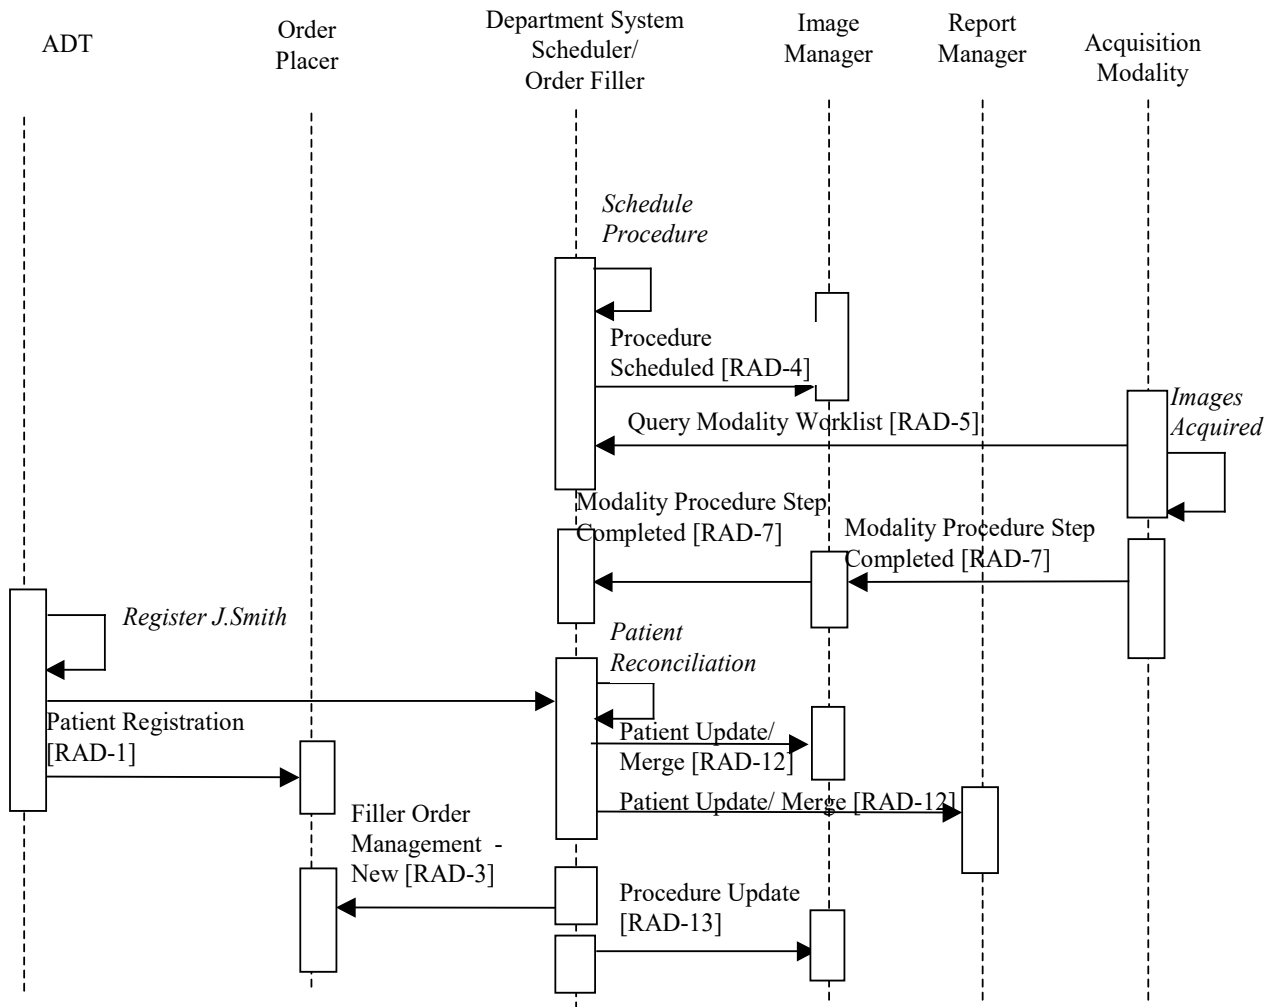 ADT
Order
Placer
Department System
Scheduler/
Order Filler
Image
Manager
Report
Manager
Acquisition
Modality
Schedule
Procedure
Procedure
Scheduled [RAD-4]
Images
Acquired
Query Modality Worklist [RAD-5]
Modality Procedure Step
Completed [RAD-7]
Modality Procedure Step
Completed [RAD-7]
Register J.Smith
Patient
Reconciliation
Patient Registration
[RAD-1]
Patient Update/
Merge [RAD-12]
Patient Update/ Merge [RAD-12]
Filler Order
Management -
New [RAD-3]
Procedure Update
[RAD-13]